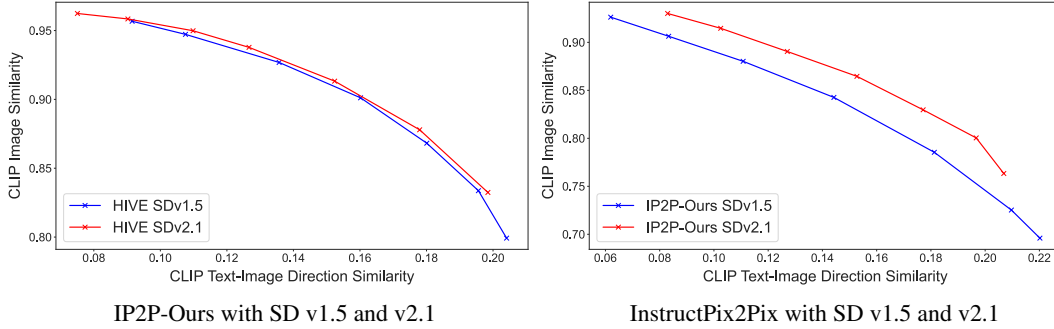 CLIP Image Similarity
0.95
0.90
0.85
0.80
HIVE SDv1.5
HIVE SDv2.1
0.08 0.10 0.12 0.14 0.16 0.18 0.20
CLIP Text-Image Direction Similarity
IP2P-Ours with SD v1.5 and v2.1
CLIP Image Similarity
0.90
0.85
0.80
0.75
0.70
IP2P-Ours SDv1.5
IP2P-Ours SDv2.1
0.06 0.08 0.10 0.12 0.14 0.16 0.18 0.20 0.22
CLIP Text-Image Direction Similarity
InstructPix2Pix with SD v1.5 and v2.1